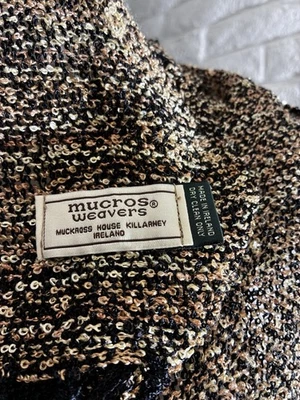 mucros®
weavers
MUCKROSS HOUSE KILLARNEY
IRELAND
MADE IN IRELAND
DRY CLEAN ONLY